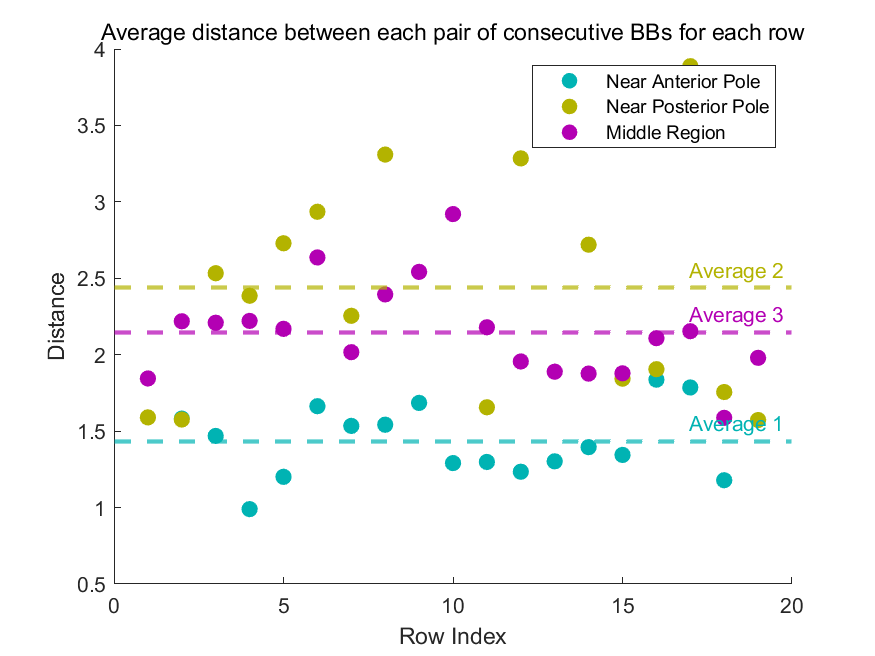 Average distance between each pair of consecutive BBs for each row
4
3.5
3
2.5
2
1.5
1
0.5
0
5
10
15
20
Distance
Row Index
Near Anterior Pole
Near Posterior Pole
Middle Region
Average 2
Average 3
Average 1